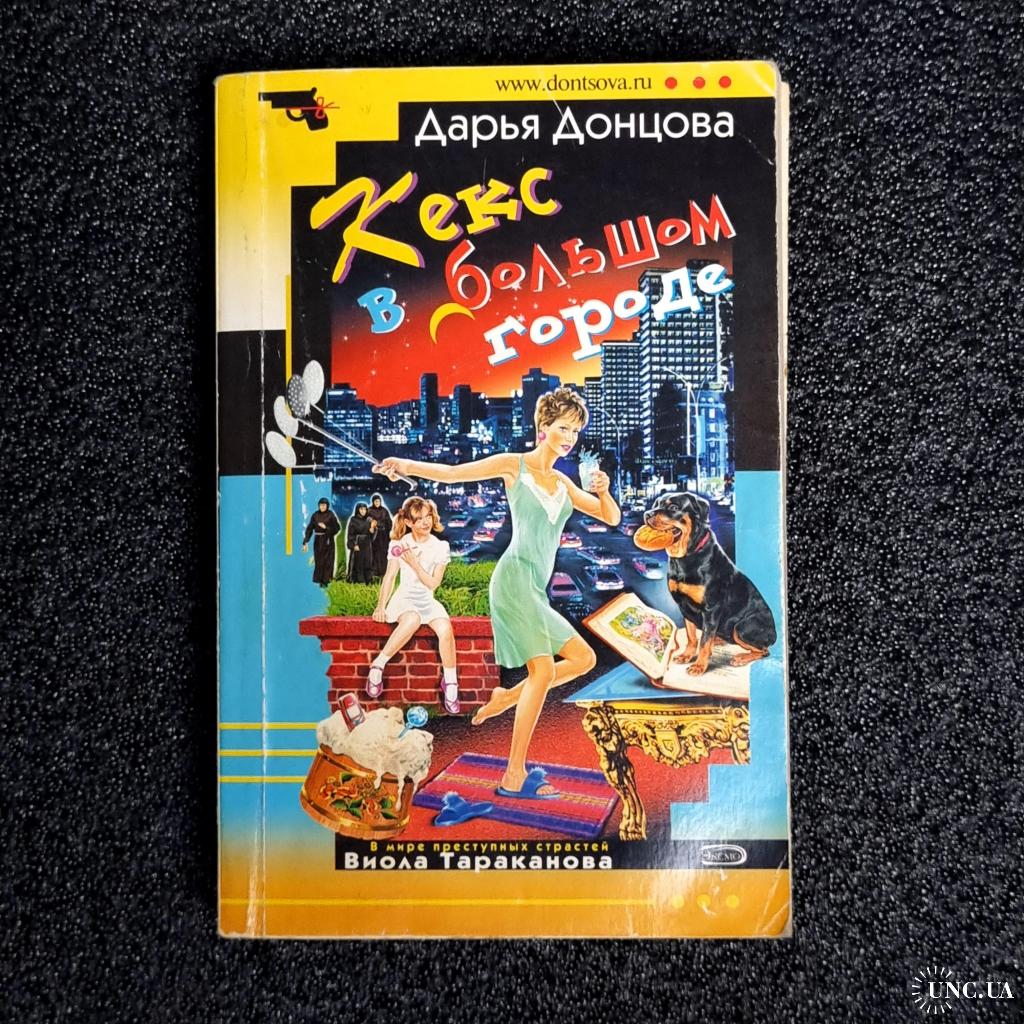 www.dontsova.ru
Дарья Донцова
Кекс
в большом
городе
В мире преступных страстей
Виола Тараканова
ЭКСМО
UNC.UA